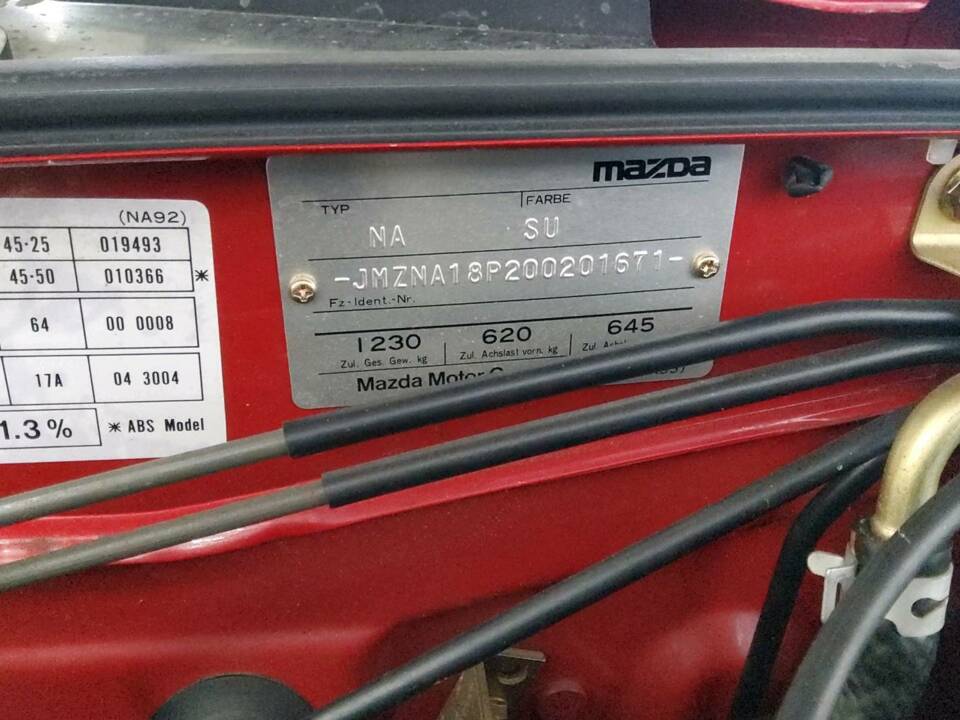 (NA92)
45-25 019493
45-50 010366 *
64 00 0008
17A 04 3004
1.3% * ABS Model
mazda
TYP FARBE
NA SU
-JMZNA18P200201671-
Fz-Ident.-Nr.
1230 620 645
Zul. Ges. Gew. kg Zul. Achslast vorn. kg Zul.
Mazda Motor